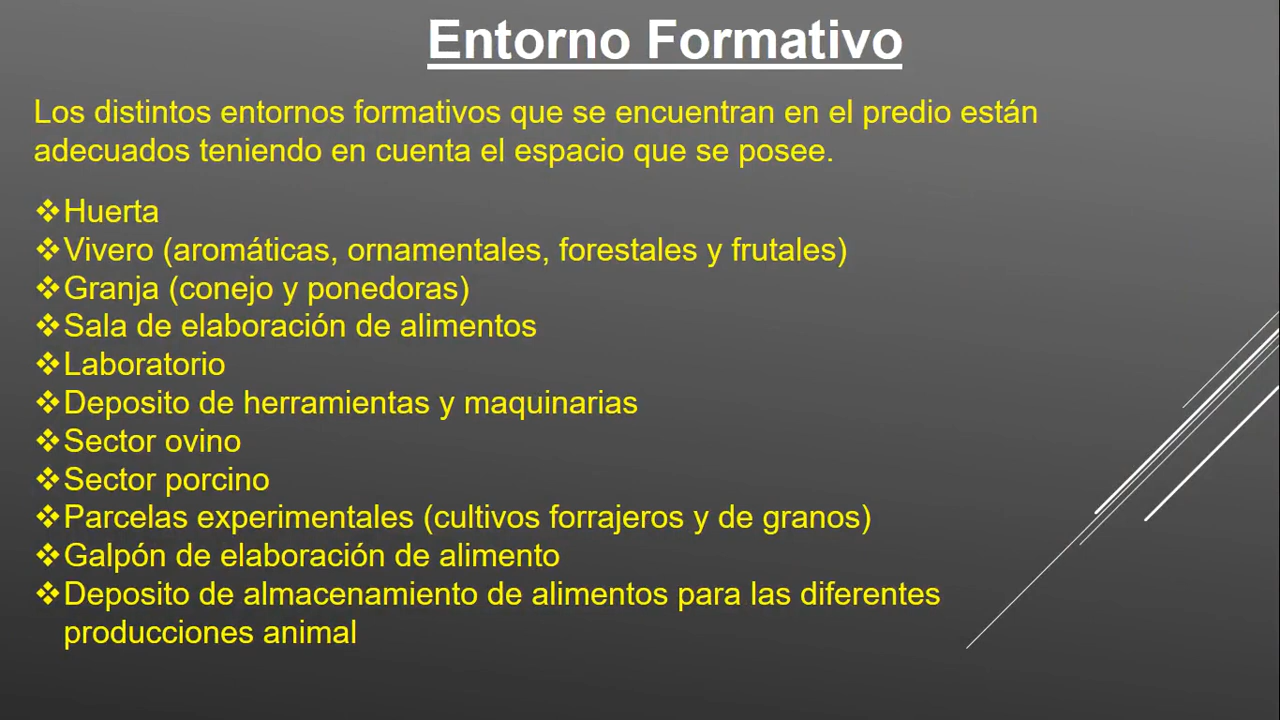 Entorno Formativo
Los distintos entornos formativos que se encuentran en el predio están
adecuados teniendo en cuenta el espacio que se posee.
❖Huerta
❖Vivero (aromáticas, ornamentales, forestales y frutales)
❖Granja (conejo y ponedoras)
❖Sala de elaboración de alimentos
❖Laboratorio
❖Deposito de herramientas y maquinarias
❖Sector ovino
❖Sector porcino
❖Parcelas experimentales (cultivos forrajeros y de granos)
❖Galpón de elaboración de alimento
❖Deposito de almacenamiento de alimentos para las diferentes
producciones animal